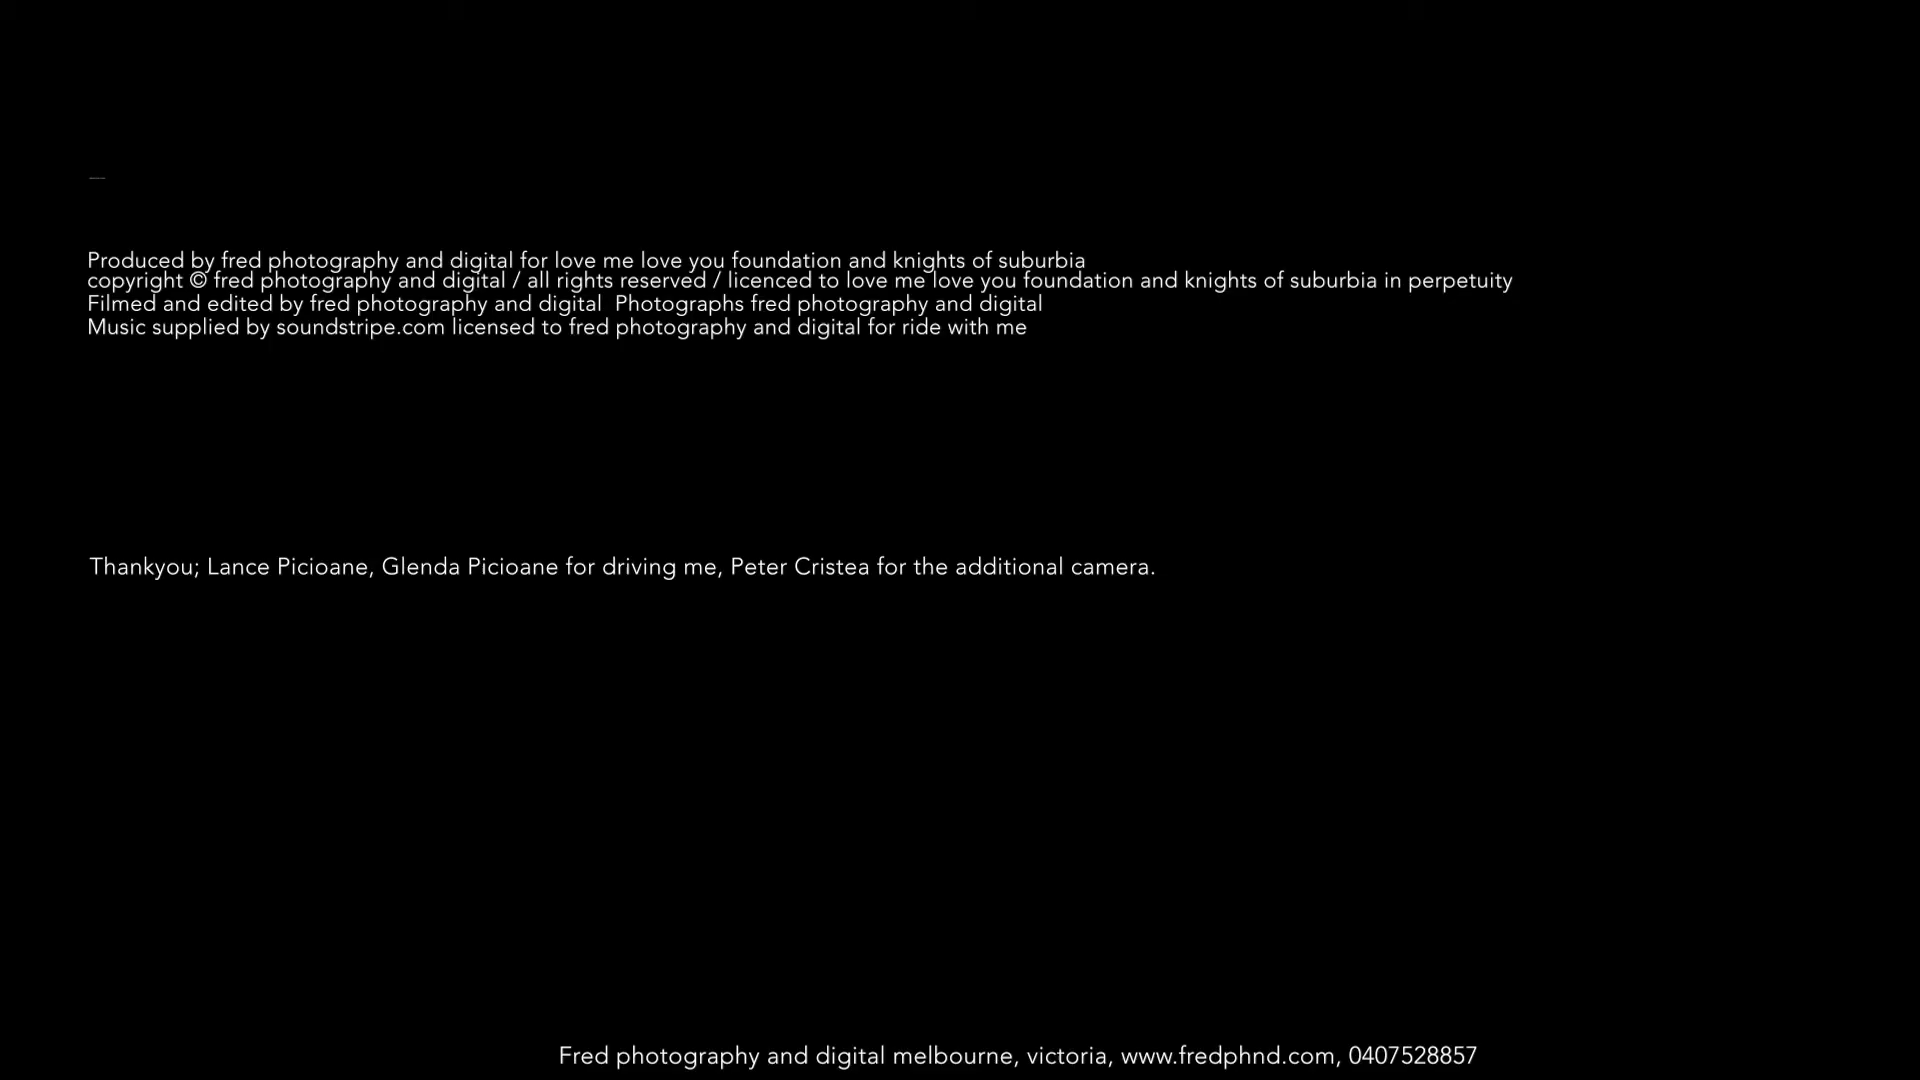 Produced by fred photography and digital for love me love you foundation and knights of suburbia
copyright © fred photography and digital / all rights reserved / licenced to love me love you foundation and knights of suburbia in perpetuity
Filmed and edited by fred photography and digital  Photographs fred photography and digital
Music supplied by soundstripe.com licensed to fred photography and digital for ride with me
Thankyou; Lance Picioane, Glenda Picioane for driving me, Peter Cristea for the additional camera.
Fred photography and digital melbourne, victoria, www.fredphnd.com, 0407528857